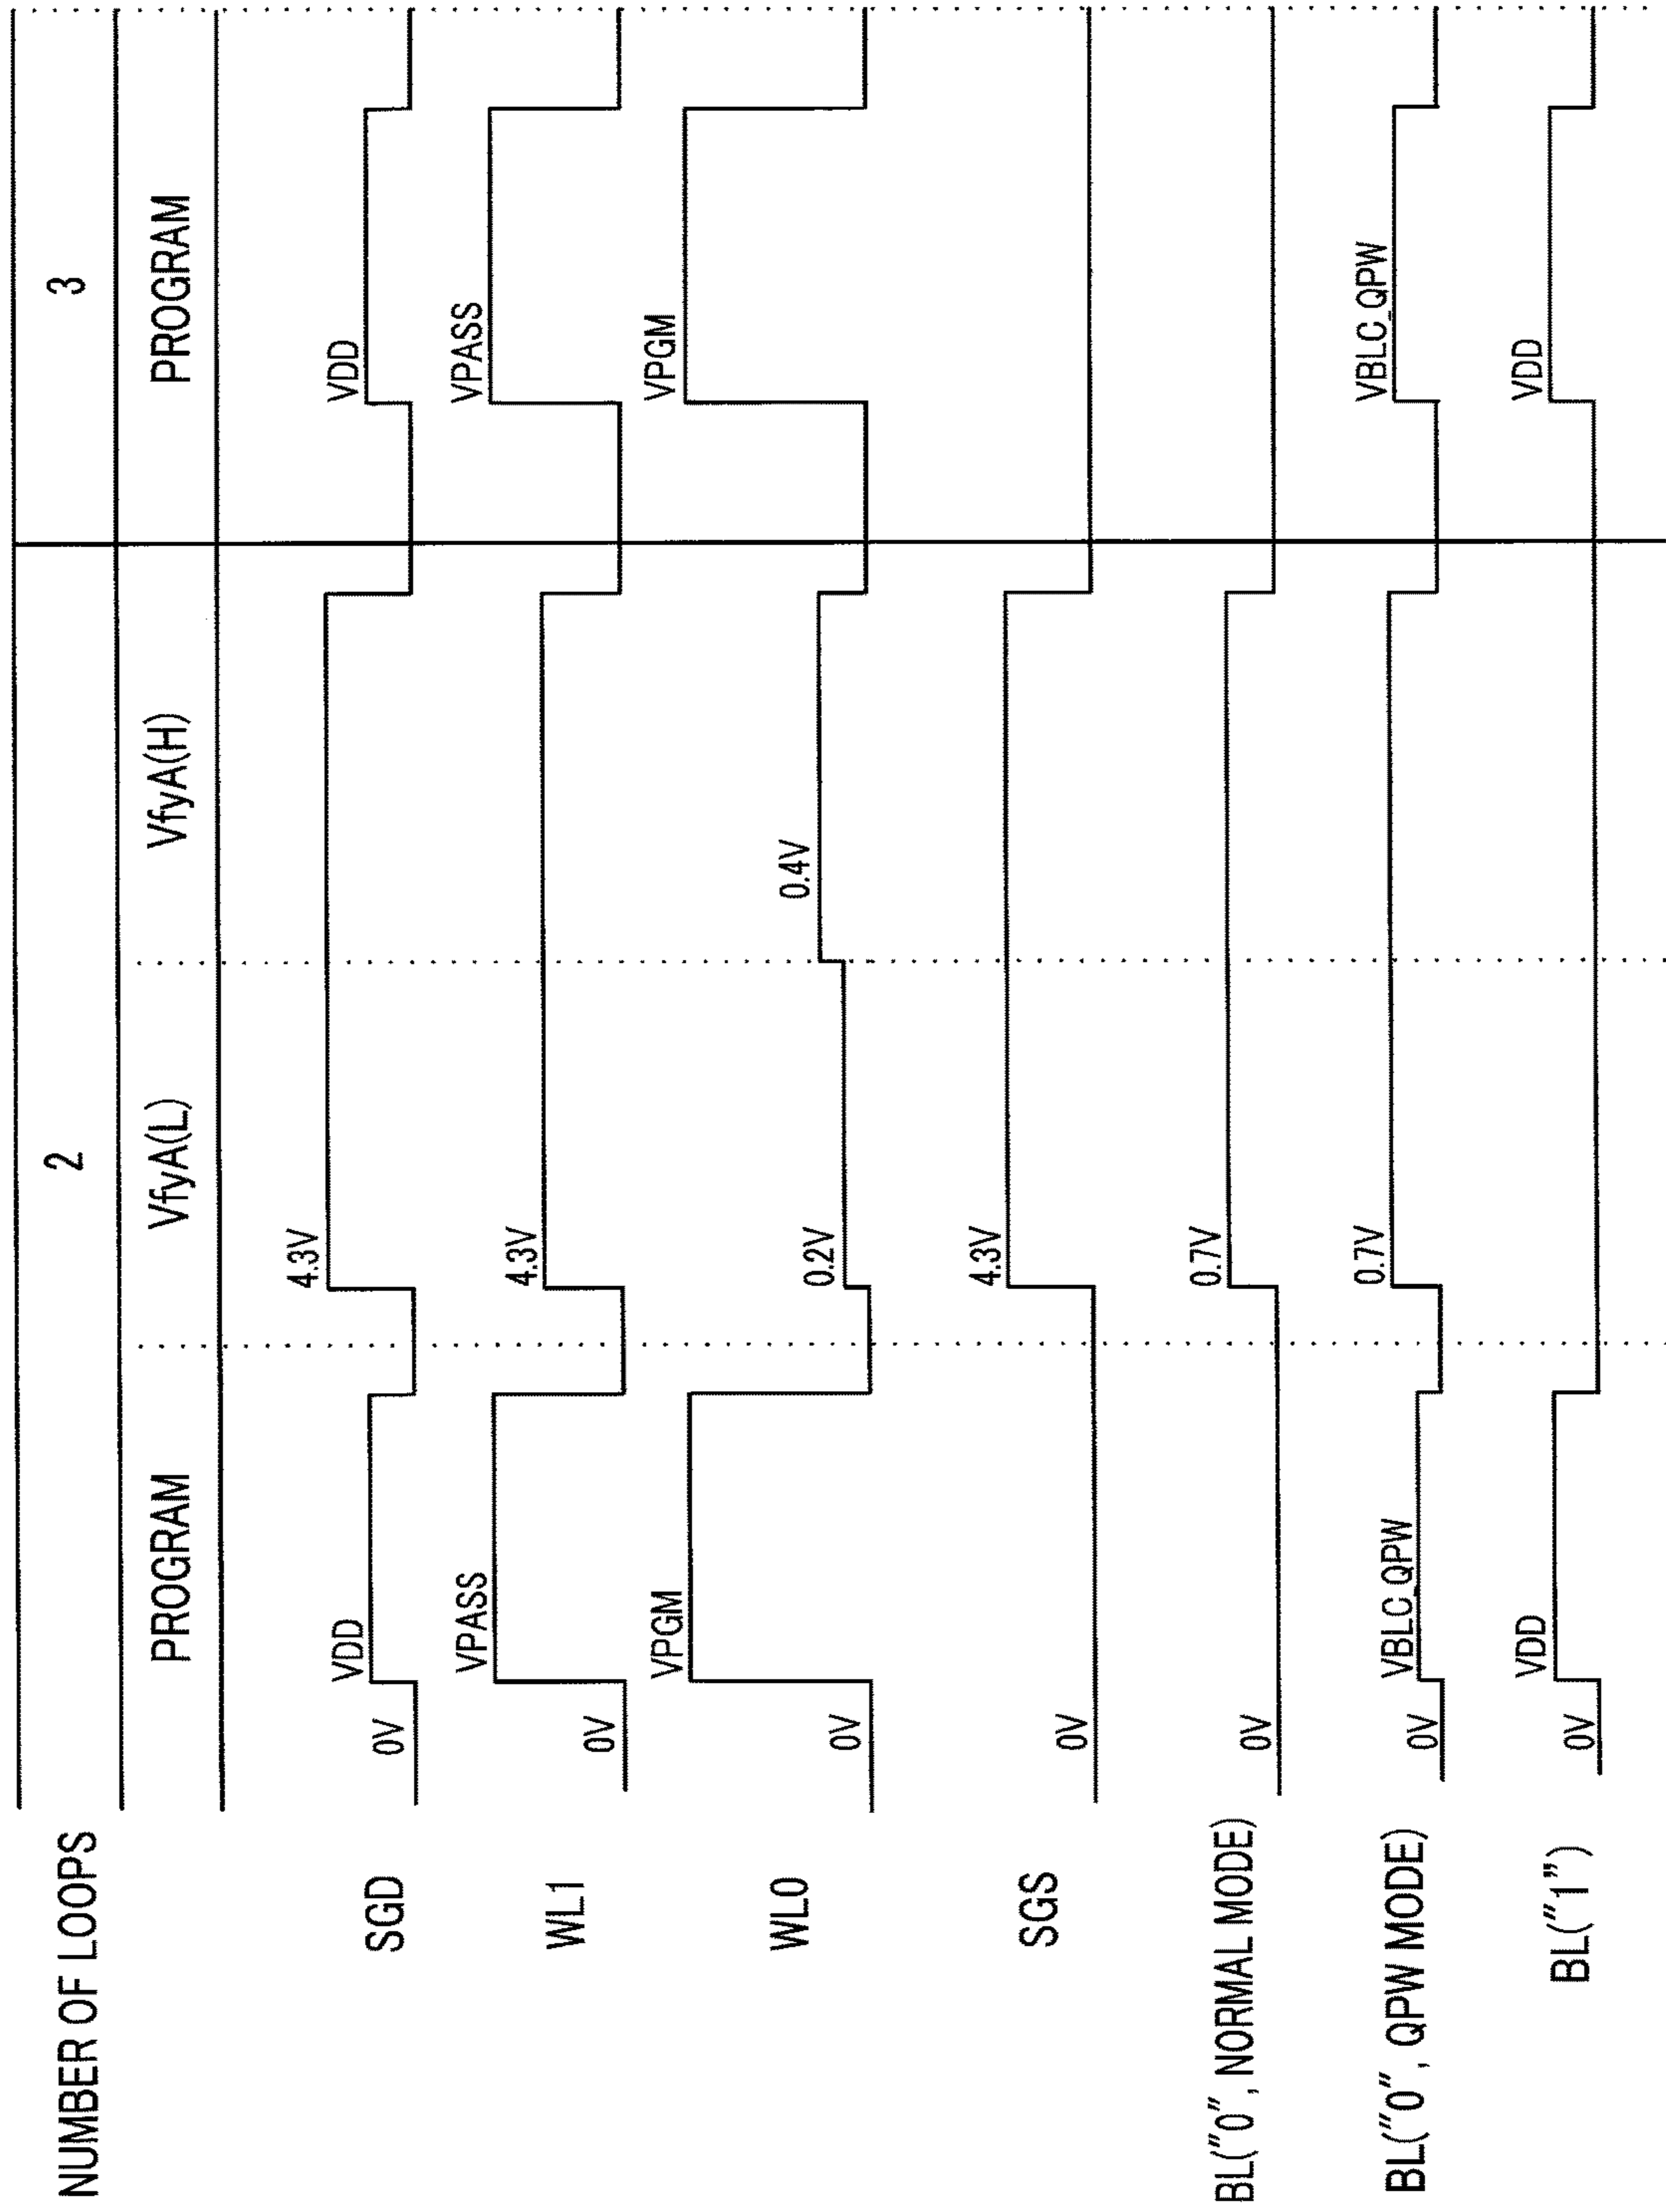 NUMBER OF LOOPS 2 3
PROGRAM VfyA(L) VfyA(H) PROGRAM
SGD 0V VDD 4.3V VDD
WL1 0V VPASS 4.3V VPASS
WL0 0V VPGM 0.2V 0.4V VPGM
SGS 0V 4.3V
BL("0", NORMAL MODE) 0V 0.7V
BL("0", QPW MODE) 0V VBLC_QPW 0.7V VBLC_QPW
BL("1") 0V VDD VDD